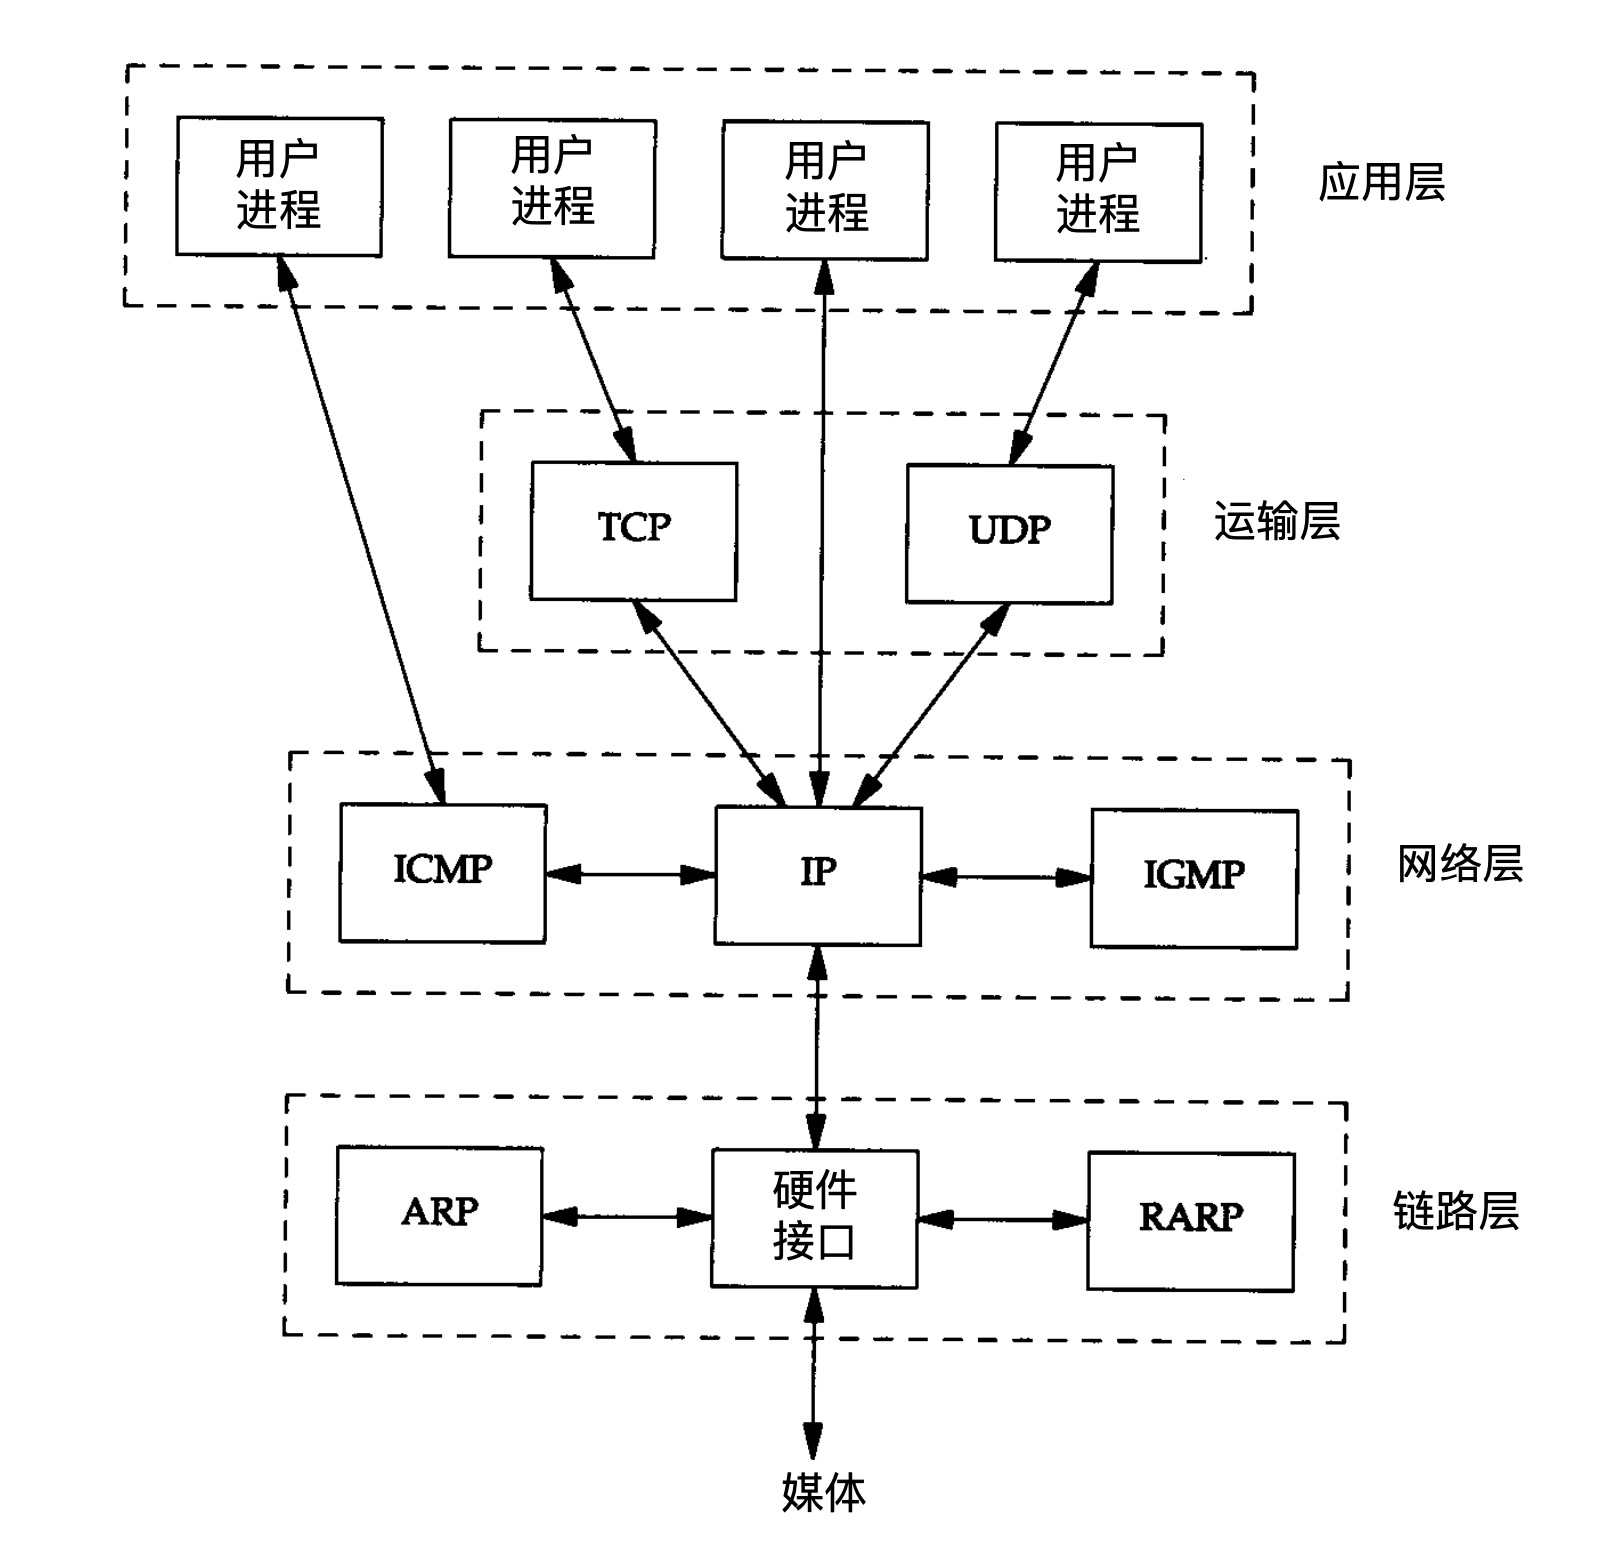 用户
进程
用户
进程
用户
进程
用户
进程
应用层
TCP
UDP
运输层
ICMP
IP
IGMP
网络层
ARP
硬件
接口
RARP
链路层
媒体